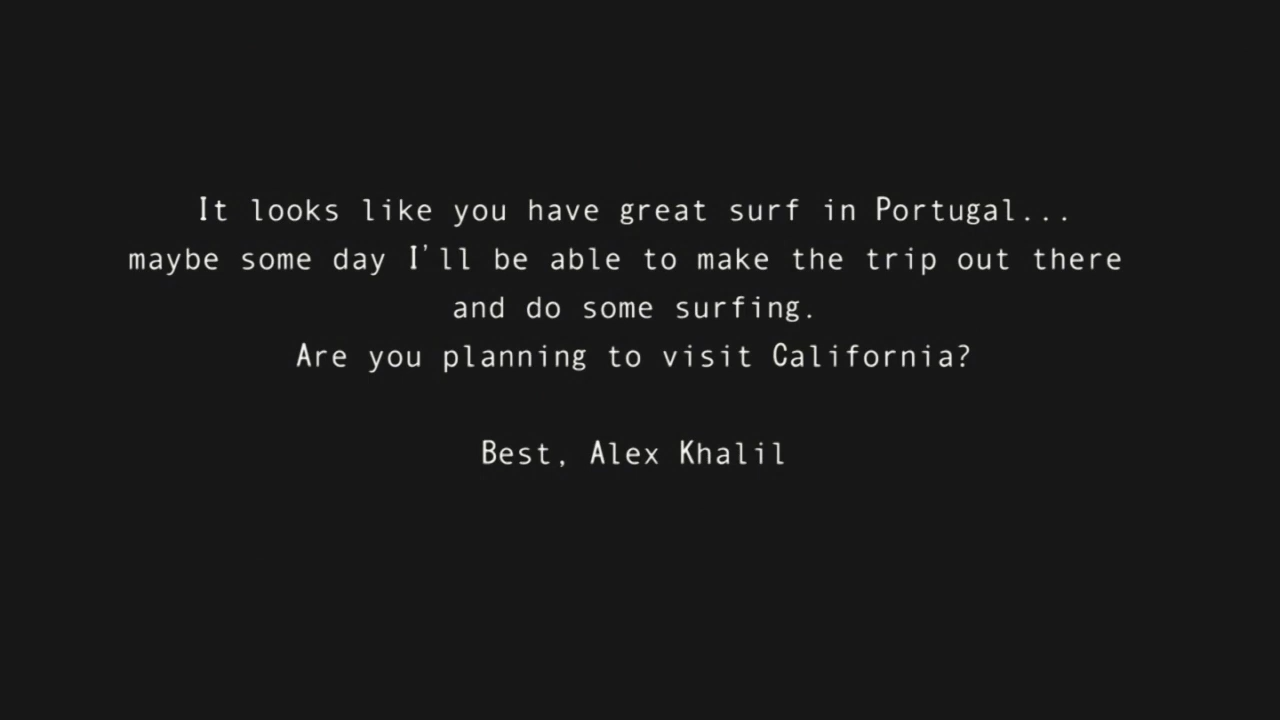 It looks like you have great surf in Portugal...
maybe some day I'll be able to make the trip out there
and do some surfing.
Are you planning to visit California?
Best, Alex Khalil